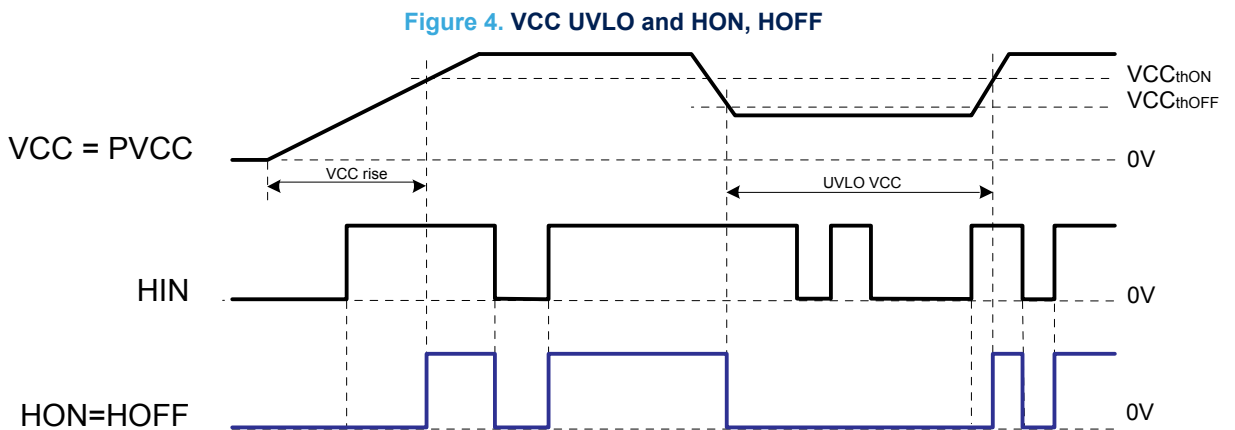 Figure 4. VCC UVLO and HON, HOFF
VCCthON
VCCthOFF
VCC = PVCC
0V
VCC rise
UVLO VCC
HIN
0V
HON=HOFF
0V